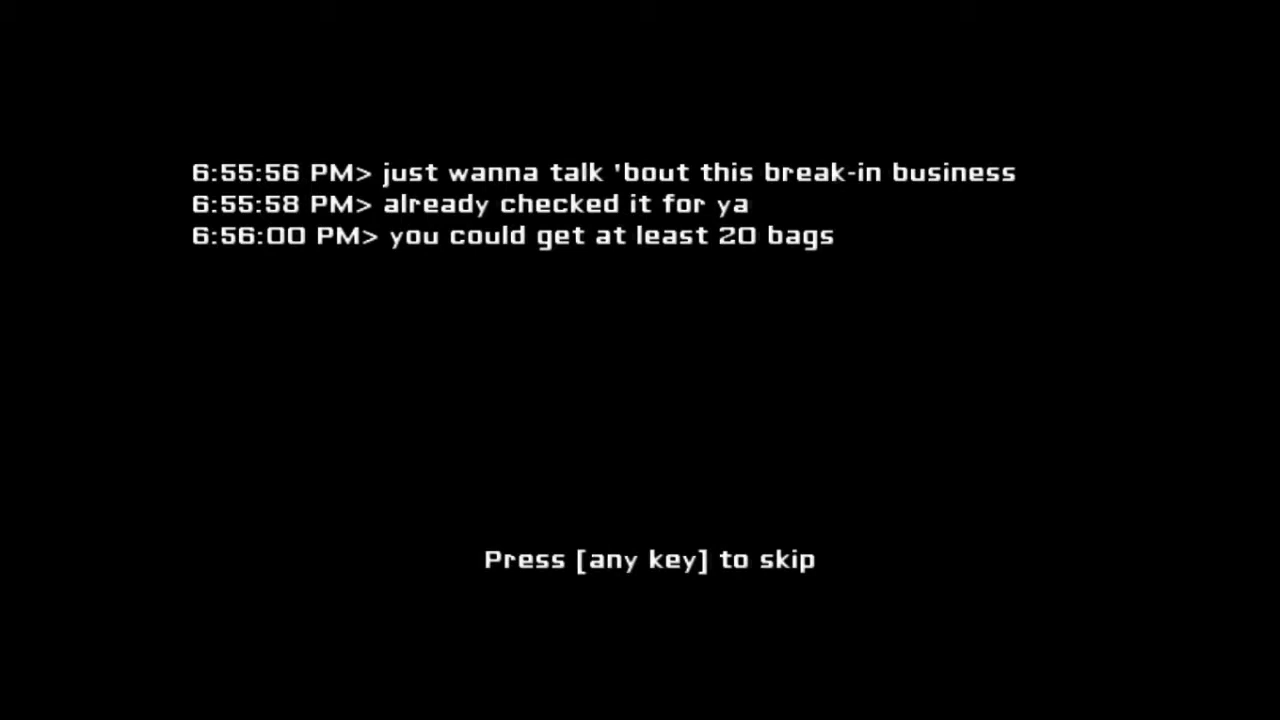 6:55:56 PM> just wanna talk 'bout this break-in business
6:55:58 PM> already checked it for ya
6:56:00 PM> you could get at least 20 bags
Press [any key] to skip